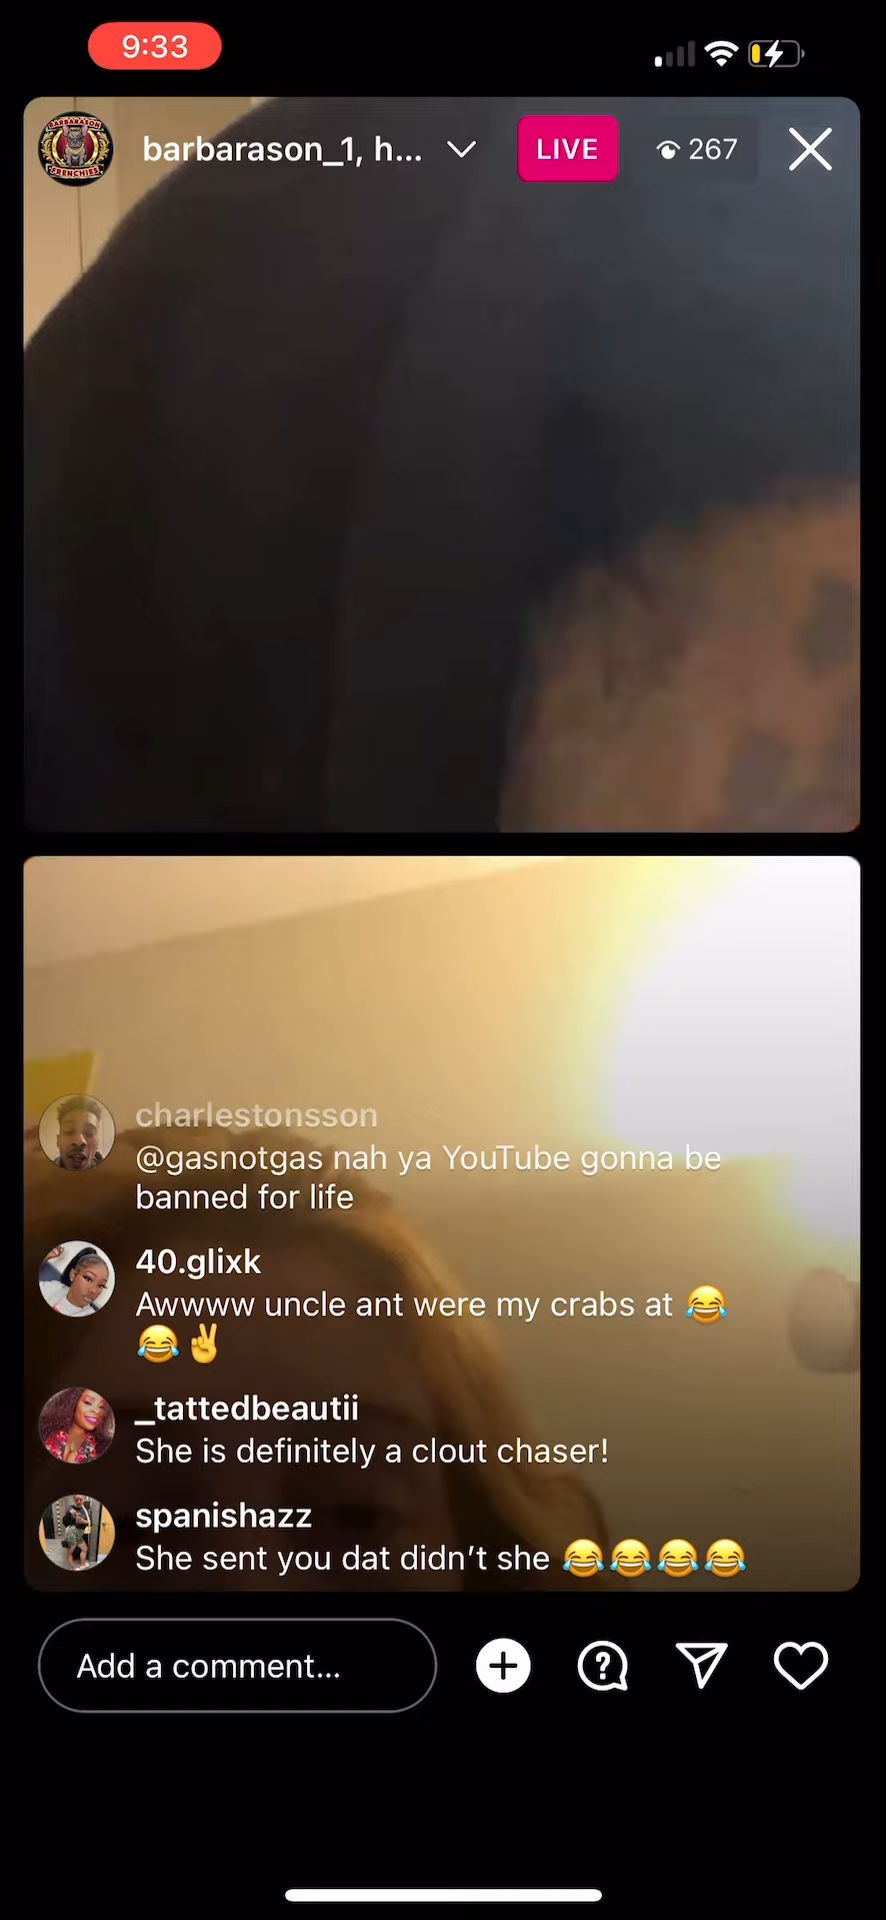 9:33
BARBARASON
FRENCHIES
barbarason_1, h...
LIVE
267
charlestonsson
@gasnotgas nah ya YouTube gonna be
banned for life
40.glixk
Awwww uncle ant were my crabs at 😂
😂✌️
_tattedbeautii
She is definitely a clout chaser!
spanishazz
She sent you dat didn't she 😂😂😂😂
Add a comment...